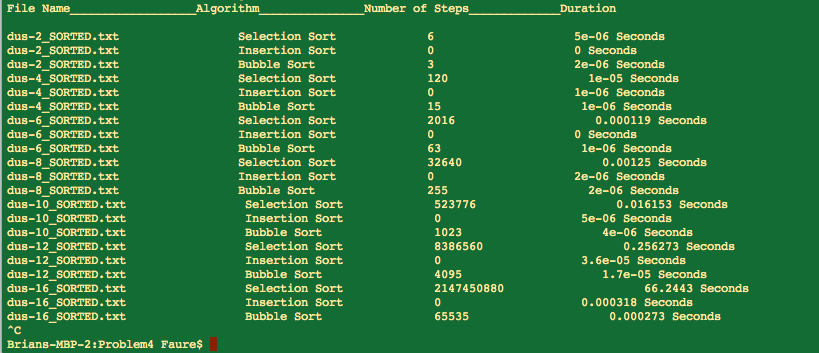 File Name__________________Algorithm_______________Number of Steps_____________Duration
dus-2_SORTED.txt Selection Sort 6 5e-06 Seconds
dus-2_SORTED.txt Insertion Sort 0 0 Seconds
dus-2_SORTED.txt Bubble Sort 3 2e-06 Seconds
dus-4_SORTED.txt Selection Sort 120 1e-05 Seconds
dus-4_SORTED.txt Insertion Sort 0 1e-06 Seconds
dus-4_SORTED.txt Bubble Sort 15 1e-06 Seconds
dus-6_SORTED.txt Selection Sort 2016 0.000119 Seconds
dus-6_SORTED.txt Insertion Sort 0 0 Seconds
dus-6_SORTED.txt Bubble Sort 63 1e-06 Seconds
dus-8_SORTED.txt Selection Sort 32640 0.00125 Seconds
dus-8_SORTED.txt Insertion Sort 0 2e-06 Seconds
dus-8_SORTED.txt Bubble Sort 255 2e-06 Seconds
dus-10_SORTED.txt Selection Sort 523776 0.016153 Seconds
dus-10_SORTED.txt Insertion Sort 0 5e-06 Seconds
dus-10_SORTED.txt Bubble Sort 1023 4e-06 Seconds
dus-12_SORTED.txt Selection Sort 8386560 0.256273 Seconds
dus-12_SORTED.txt Insertion Sort 0 3.6e-05 Seconds
dus-12_SORTED.txt Bubble Sort 4095 1.7e-05 Seconds
dus-16_SORTED.txt Selection Sort 2147450880 66.2443 Seconds
dus-16_SORTED.txt Insertion Sort 0 0.000318 Seconds
dus-16_SORTED.txt Bubble Sort 65535 0.000273 Seconds
^C
Brians-MBP-2:Problem4 Faure$